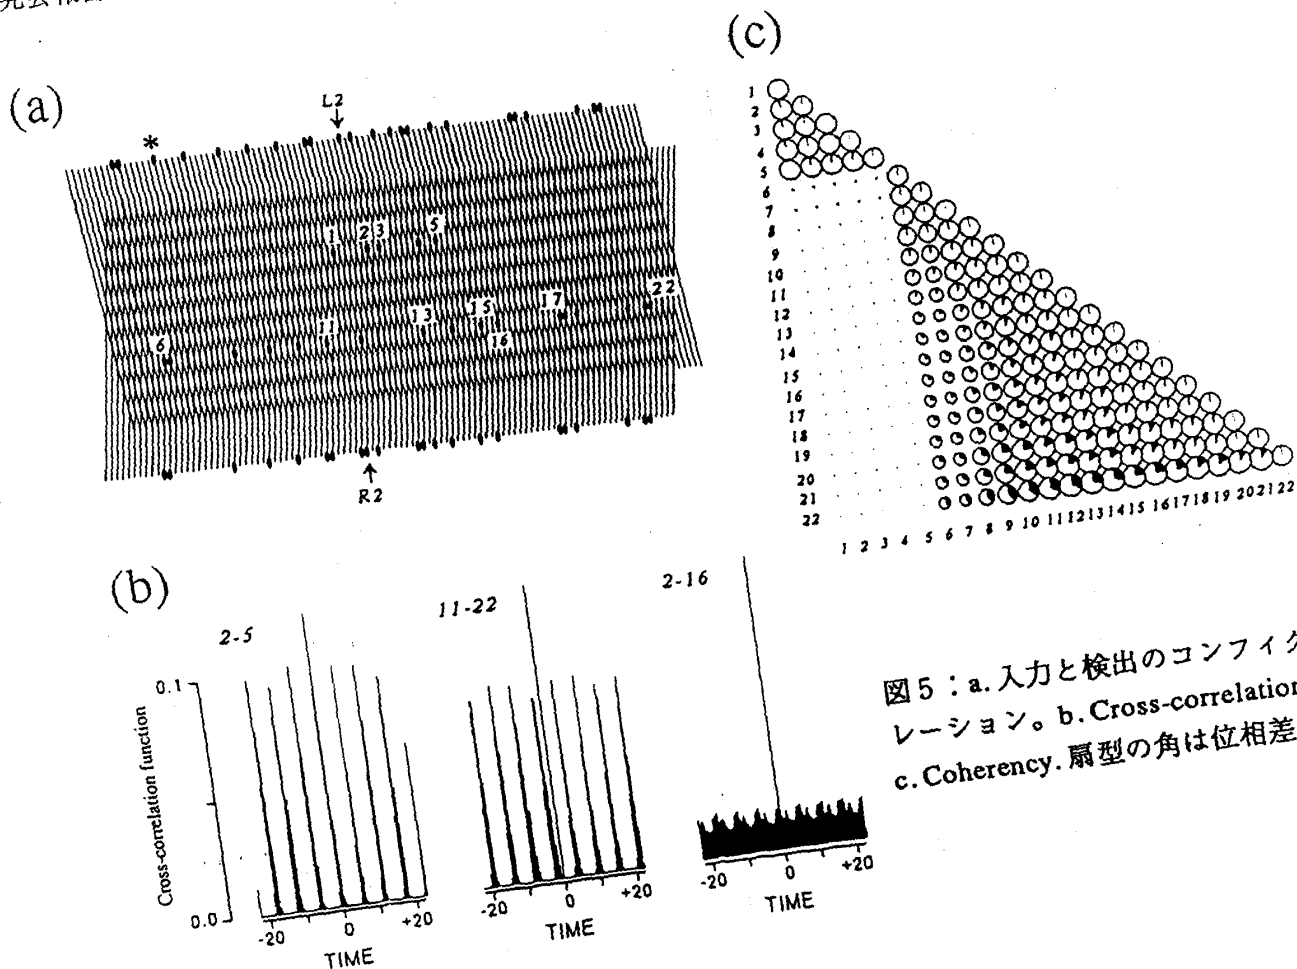 (a)
*
L2
1 2 3 5
22
17
15
13
11
16
6
R2
(b)
2-5
11-22
2-16
0.1
Cross-correlation function
0.0
-20 0 +20
TIME
-20 0 +20
TIME
-20 0 +20
TIME
(c)
1
2
3
4
5
6
7
8
9
10
11
12
13
14
15
16
17
18
19
20
21
22
1 2 3 4 5 6 7 8 9 10 11 12 13 14 15 16 17 18 19 20 21 22
図5：a. 入力と検出のコンフィグ
レーション。b. Cross-correlation
c. Coherency. 扇型の角は位相差